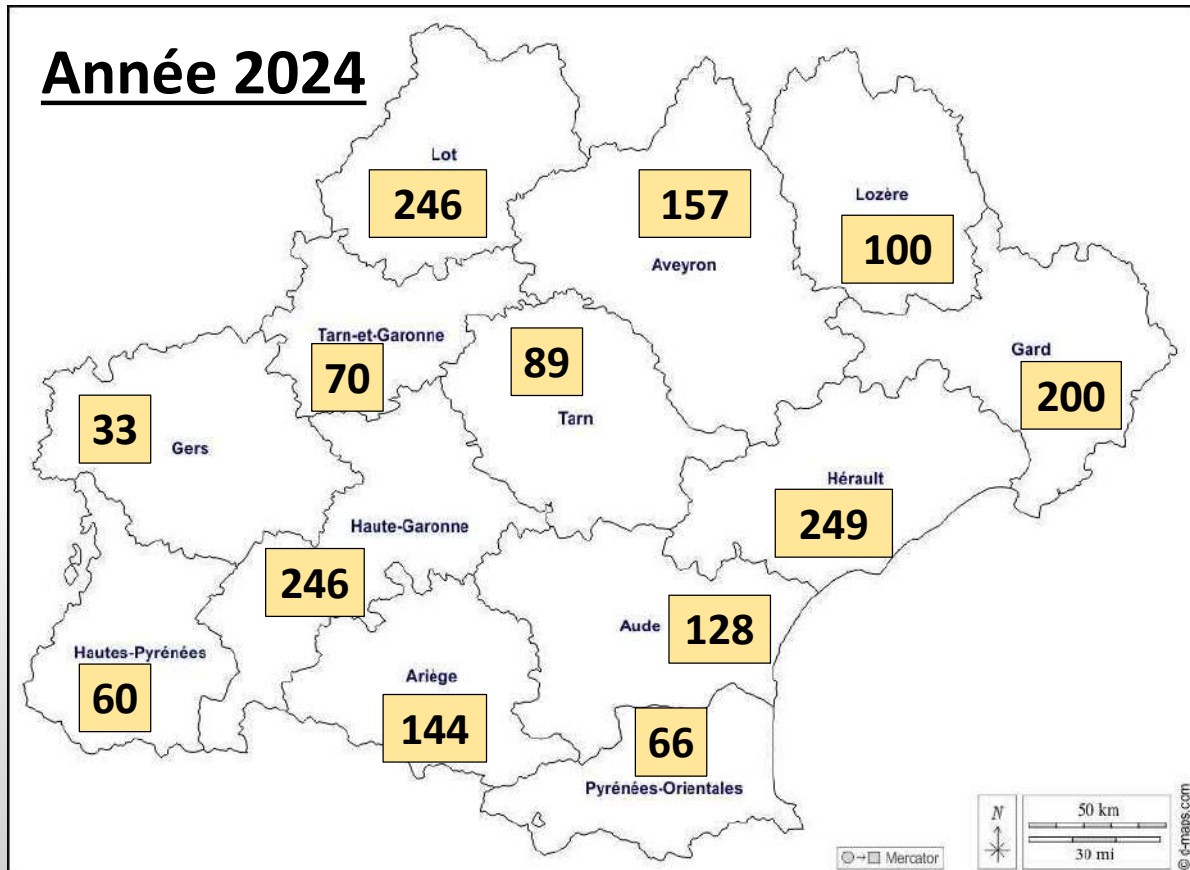 Année 2024
Lot
246
157
Aveyron
Lozère
100
Tarn-et-Garonne
70
89
Tarn
Gard
200
33
Gers
Hérault
249
Haute-Garonne
246
Aude
128
Hautes-Pyrénées
60
Ariège
144
66
Pyrénées-Orientales
N
50 km
30 mi
Mercator
© d-maps.com